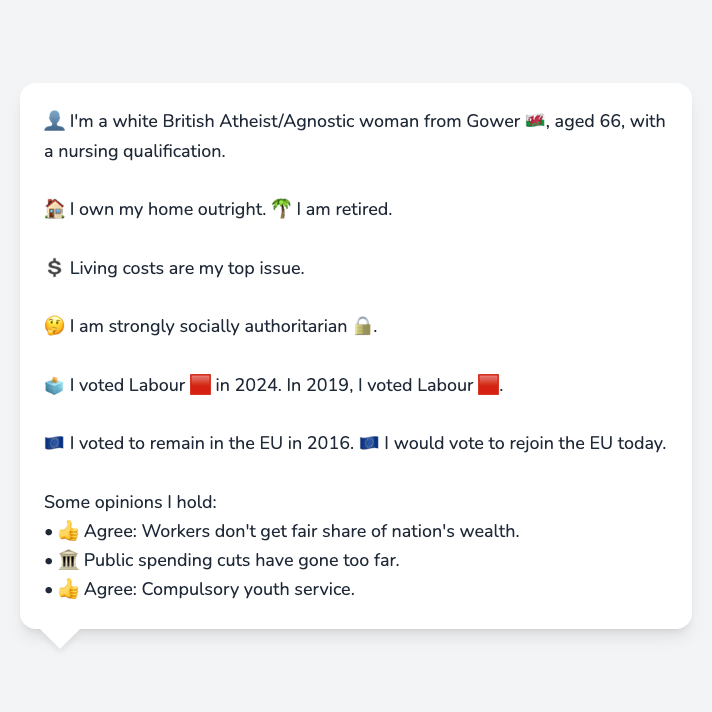 👤 I'm a white British Atheist/Agnostic woman from Gower 🏴󠁧󠁢󠁷󠁬󠁳󠁿, aged 66, with
a nursing qualification.
🏠 I own my home outright. 🌴 I am retired.
💲 Living costs are my top issue.
🤔 I am strongly socially authoritarian 🔒.
🗳️ I voted Labour 🟥 in 2024. In 2019, I voted Labour 🟥.
🇪🇺 I voted to remain in the EU in 2016. 🇪🇺 I would vote to rejoin the EU today.
Some opinions I hold:
• 👍 Agree: Workers don't get fair share of nation's wealth.
• 🏛️ Public spending cuts have gone too far.
• 👍 Agree: Compulsory youth service.